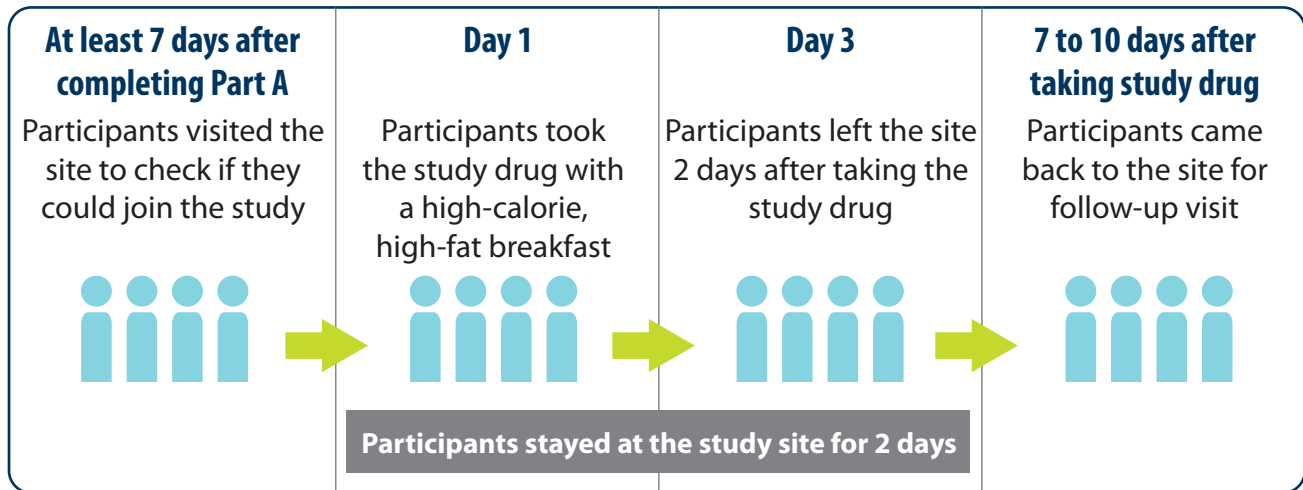 At least 7 days after
completing Part A
Participants visited the
site to check if they
could join the study
Day 1
Participants took
the study drug with
a high-calorie,
high-fat breakfast
Day 3
Participants left the site
2 days after taking the
study drug
7 to 10 days after
taking study drug
Participants came
back to the site for
follow-up visit
Participants stayed at the study site for 2 days